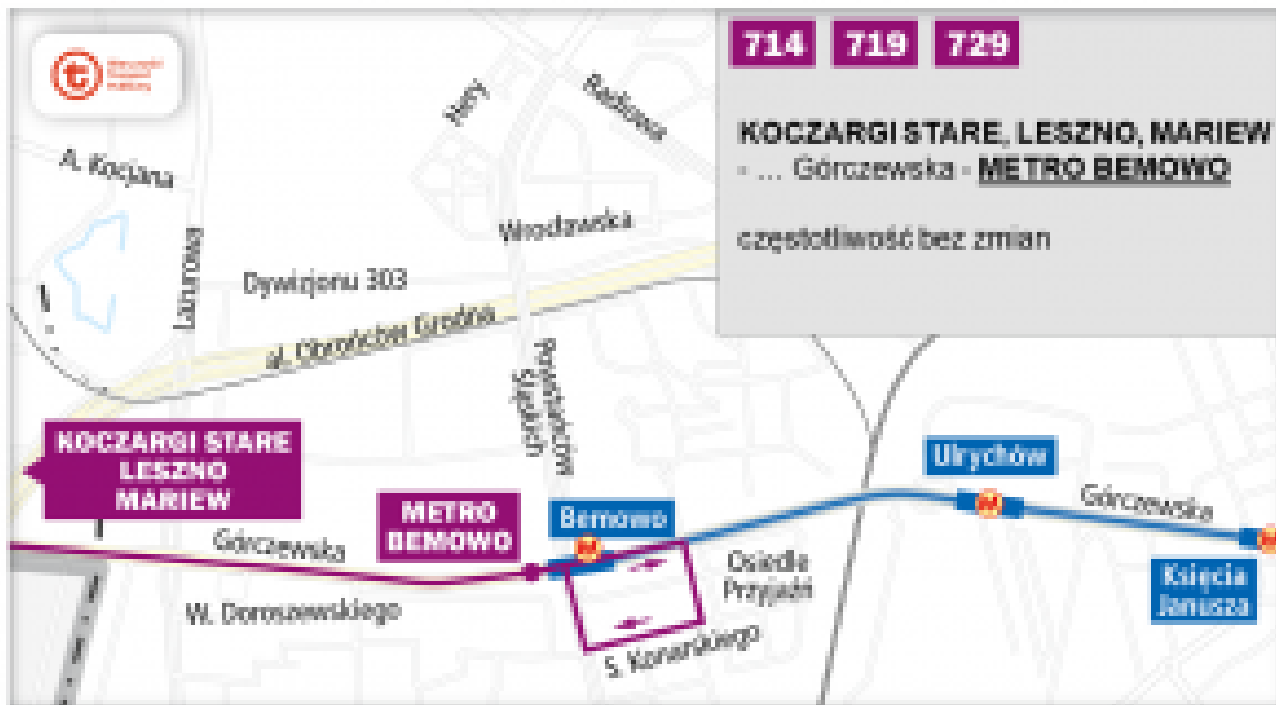 714 719 729
KOCZARGI STARE, LESZNO, MARIEW
- ... Górczewska - METRO BEMOWO
częstotliwość bez zmian
A. Kocjana
Hery
Radiowa
Wrocławska
Lazurowa
Dywizjonu 303
al. Obrońców Grodna
Powstańców
Śląskich
KOCZARGI STARE
LESZNO
MARIEW
METRO
BEMOWO
Bemowo
Ulrychów
Górczewska
Górczewska
Osiedle
Przyjaźń
Księcia
Janusza
W. Doroszewskiego
S. Konarskiego